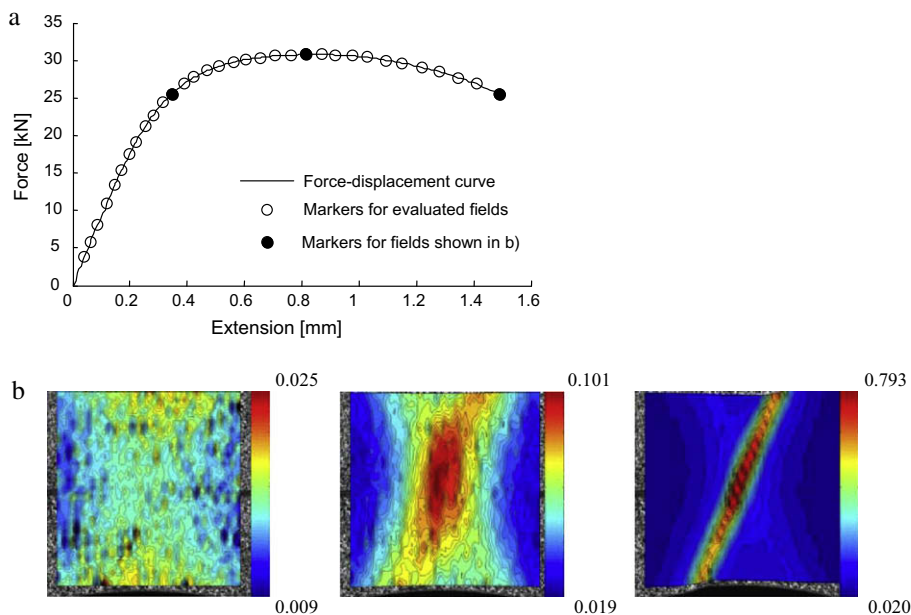 a
35
30
25
20
15
10
5
0
Force [kN]
Force-displacement curve
Markers for evaluated fields
Markers for fields shown in b)
0 0.2 0.4 0.6 0.8 1 1.2 1.4 1.6
Extension [mm]
b
0.025 0.101 0.793
0.009 0.019 0.020